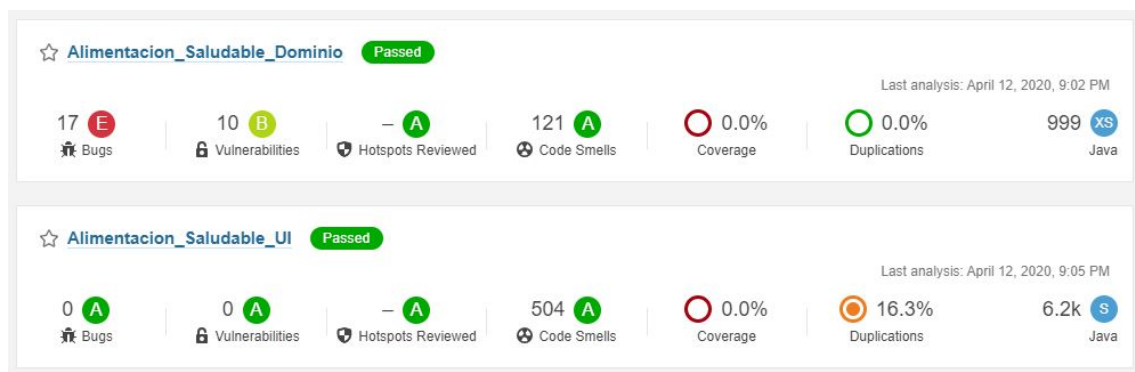 Alimentacion_Saludable_Dominio Passed
Last analysis: April 12, 2020, 9:02 PM
17 E 10 B – A 121 A 0.0% 0.0% 999 XS
Bugs Vulnerabilities Hotspots Reviewed Code Smells Coverage Duplications Java
Alimentacion_Saludable_UI Passed
Last analysis: April 12, 2020, 9:05 PM
0 A 0 A – A 504 A 0.0% 16.3% 6.2k S
Bugs Vulnerabilities Hotspots Reviewed Code Smells Coverage Duplications Java